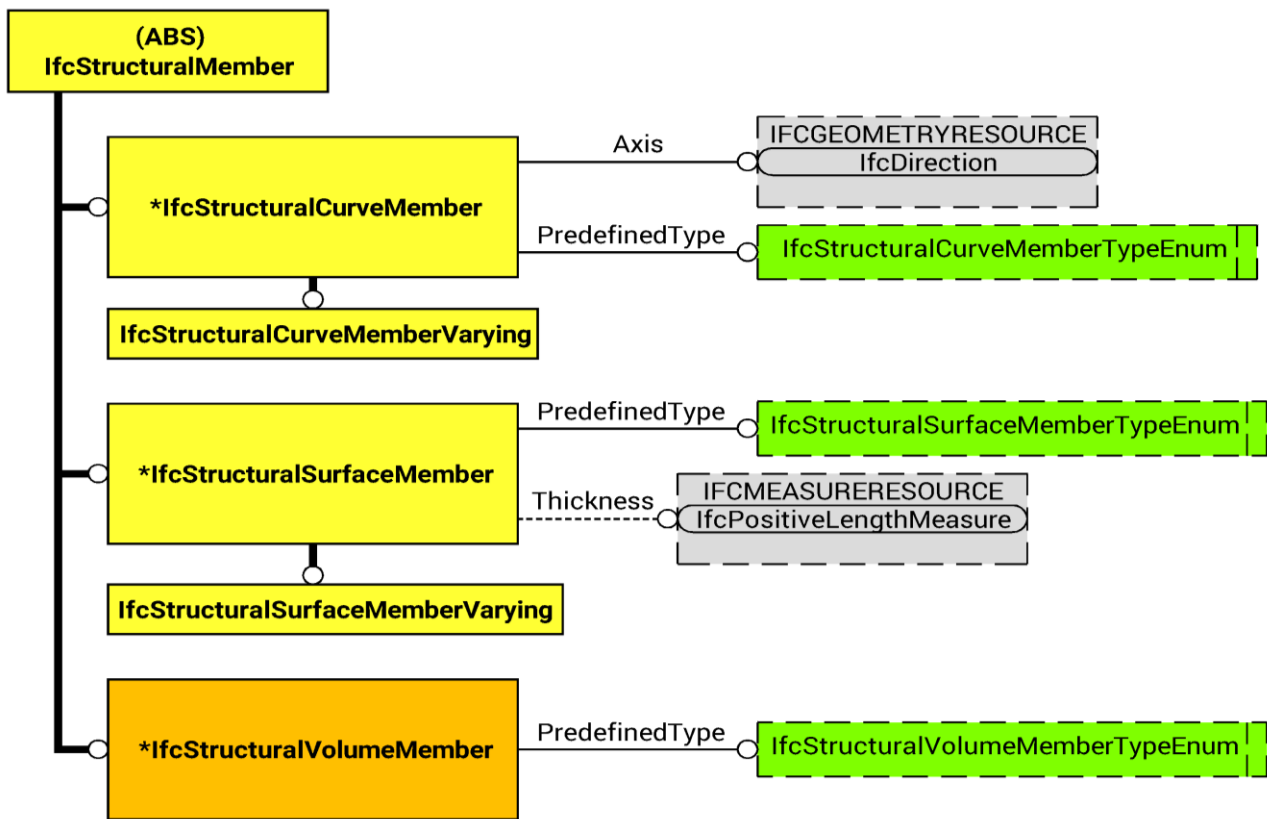 (ABS)
IfcStructuralMember
*IfcStructuralCurveMember
Axis
IFCGEOMETRYRESOURCE
IfcDirection
PredefinedType
IfcStructuralCurveMemberTypeEnum
IfcStructuralCurveMemberVarying
*IfcStructuralSurfaceMember
PredefinedType
IfcStructuralSurfaceMemberTypeEnum
Thickness
IFCMEASURERESOURCE
IfcPositiveLengthMeasure
IfcStructuralSurfaceMemberVarying
*IfcStructuralVolumeMember
PredefinedType
IfcStructuralVolumeMemberTypeEnum